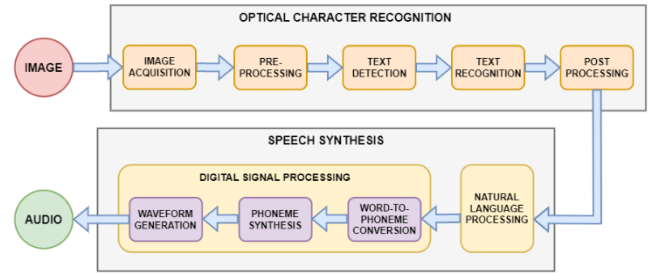 OPTICAL CHARACTER RECOGNITION
IMAGE
IMAGE
ACQUISITION
PRE-
PROCESSING
TEXT
DETECTION
TEXT
RECOGNITION
POST
PROCESSING
SPEECH SYNTHESIS
DIGITAL SIGNAL PROCESSING
AUDIO
WAVEFORM
GENERATION
PHONEME
SYNTHESIS
WORD-TO-
PHONEME
CONVERSION
NATURAL
LANGUAGE
PROCESSING